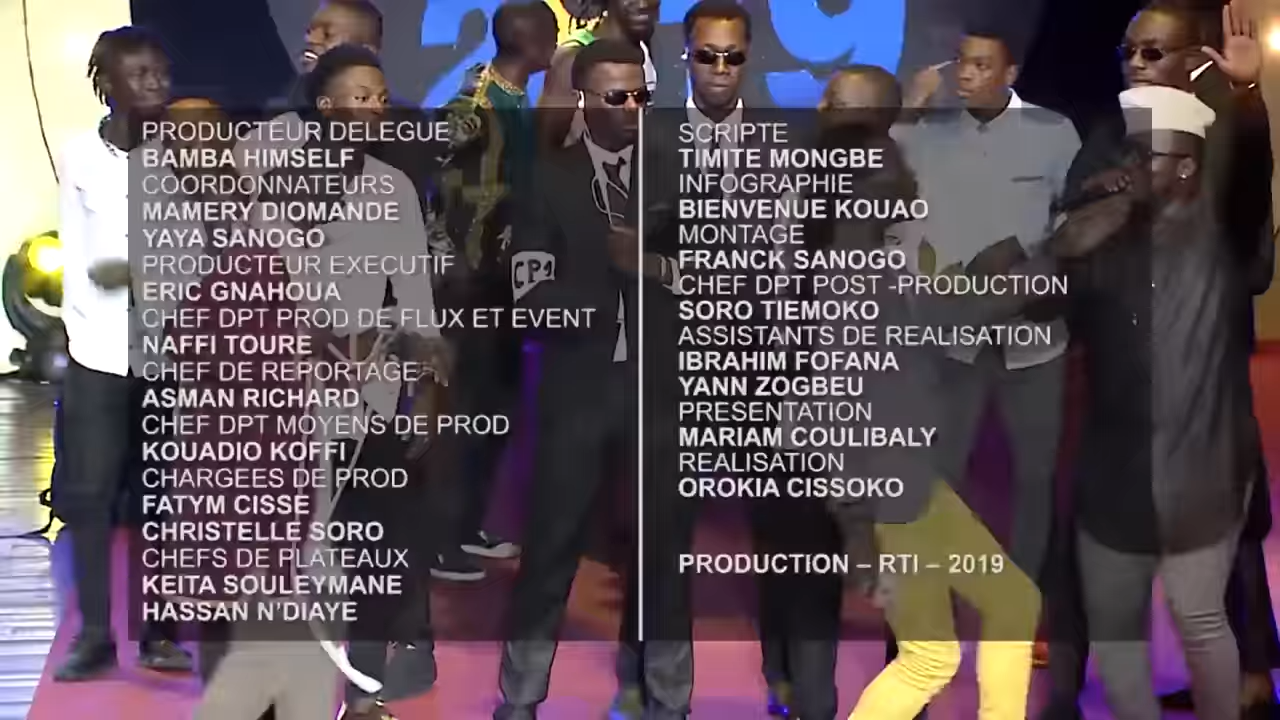 2019
CP1
PRODUCTEUR DELEGUE
BAMBA HIMSELF
COORDONNATEURS
MAMERY DIOMANDE
YAYA SANOGO
PRODUCTEUR EXECUTIF
ERIC GNAHOUA
CHEF DPT PROD DE FLUX ET EVENT
NAFFI TOURE
CHEF DE REPORTAGE
ASMAN RICHARD
CHEF DPT MOYENS DE PROD
KOUADIO KOFFI
CHARGEES DE PROD
FATYM CISSE
CHRISTELLE SORO
CHEFS DE PLATEAUX
KEITA SOULEYMANE
HASSAN N'DIAYE
SCRIPTE
TIMITE MONGBE
INFOGRAPHIE
BIENVENUE KOUAO
MONTAGE
FRANCK SANOGO
CHEF DPT POST -PRODUCTION
SORO TIEMOKO
ASSISTANTS DE REALISATION
IBRAHIM FOFANA
YANN ZOGBEU
PRESENTATION
MARIAM COULIBALY
REALISATION
OROKIA CISSOKO
PRODUCTION – RTI – 2019